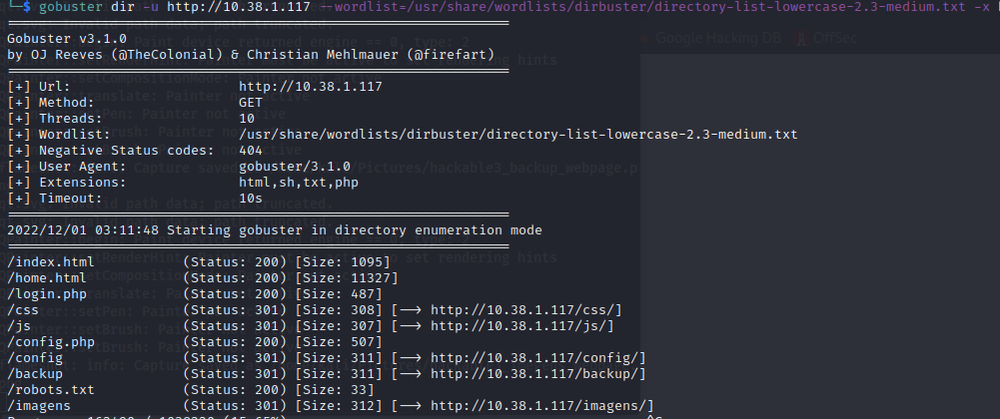 └─$ gobuster dir -u http://10.38.1.117 --wordlist=/usr/share/wordlists/dirbuster/directory-list-lowercase-2.3-medium.txt -x
Google Hacking DB OffSec
Gobuster v3.1.0
by OJ Reeves (@TheColonial) & Christian Mehlmauer (@firefart)
[+] Url: http://10.38.1.117
[+] Method: GET
[+] Threads: 10
[+] Wordlist: /usr/share/wordlists/dirbuster/directory-list-lowercase-2.3-medium.txt
[+] Negative Status codes: 404
[+] User Agent: gobuster/3.1.0
[+] Extensions: html,sh,txt,php
[+] Timeout: 10s
2022/12/01 03:11:48 Starting gobuster in directory enumeration mode
/index.html (Status: 200) [Size: 1095]
/home.html (Status: 200) [Size: 11327]
/login.php (Status: 200) [Size: 487]
/css (Status: 301) [Size: 308] [--> http://10.38.1.117/css/]
/js (Status: 301) [Size: 307] [--> http://10.38.1.117/js/]
/config.php (Status: 200) [Size: 507]
/config (Status: 301) [Size: 311] [--> http://10.38.1.117/config/]
/backup (Status: 301) [Size: 311] [--> http://10.38.1.117/backup/]
/robots.txt (Status: 200) [Size: 33]
/imagens (Status: 301) [Size: 312] [--> http://10.38.1.117/imagens/]